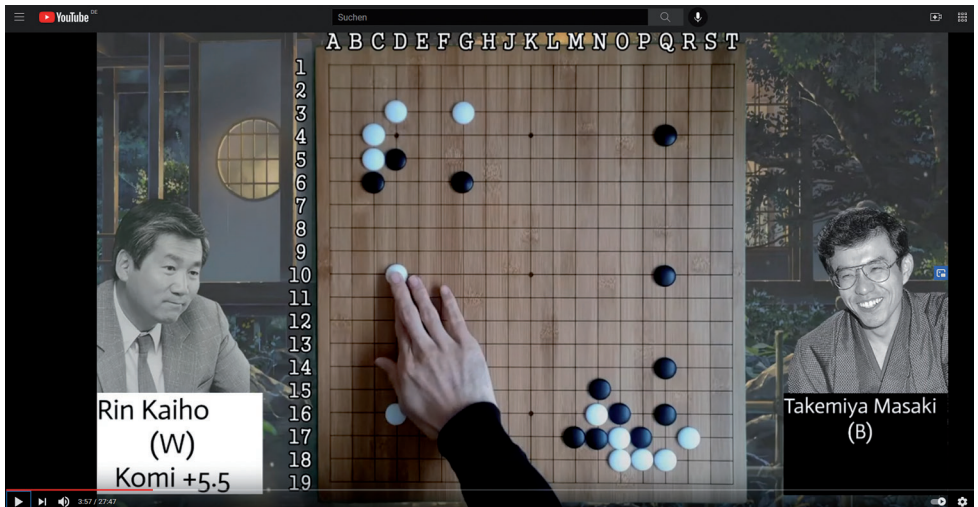 YouTube DE
Suchen
A B C D E F G H J K L M N O P Q R S T
1
2
3
4
5
6
7
8
9
10
11
12
13
14
15
16
17
18
19
Rin Kaiho
(W)
Komi +5.5
Takemiya Masaki
(B)
3:57 / 27:47